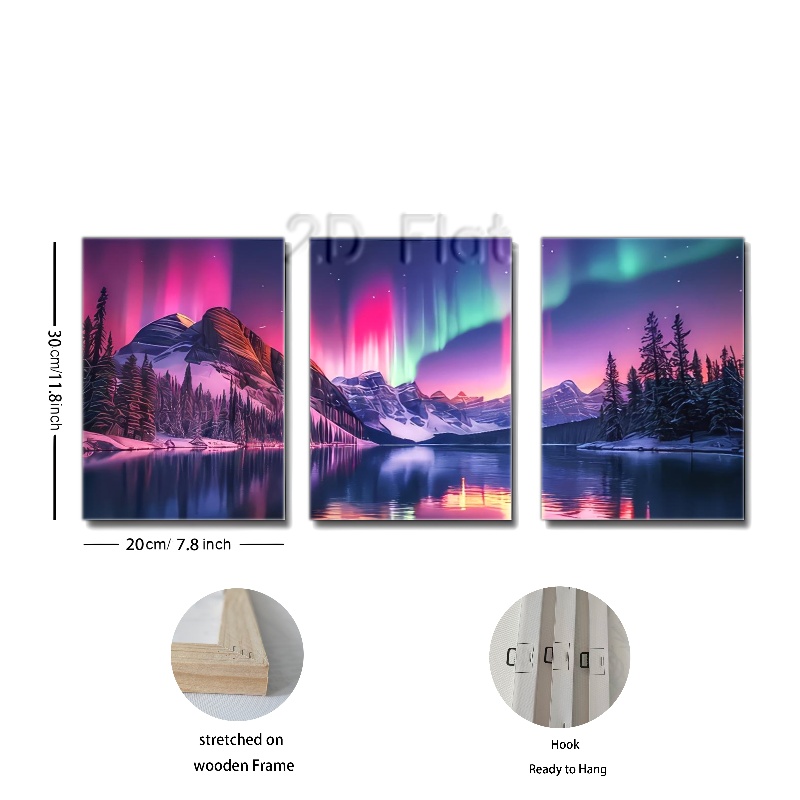 2D Flat
30cm/11.8inch
20cm/ 7.8 inch
stretched on
wooden Frame
Hook
Ready to Hang